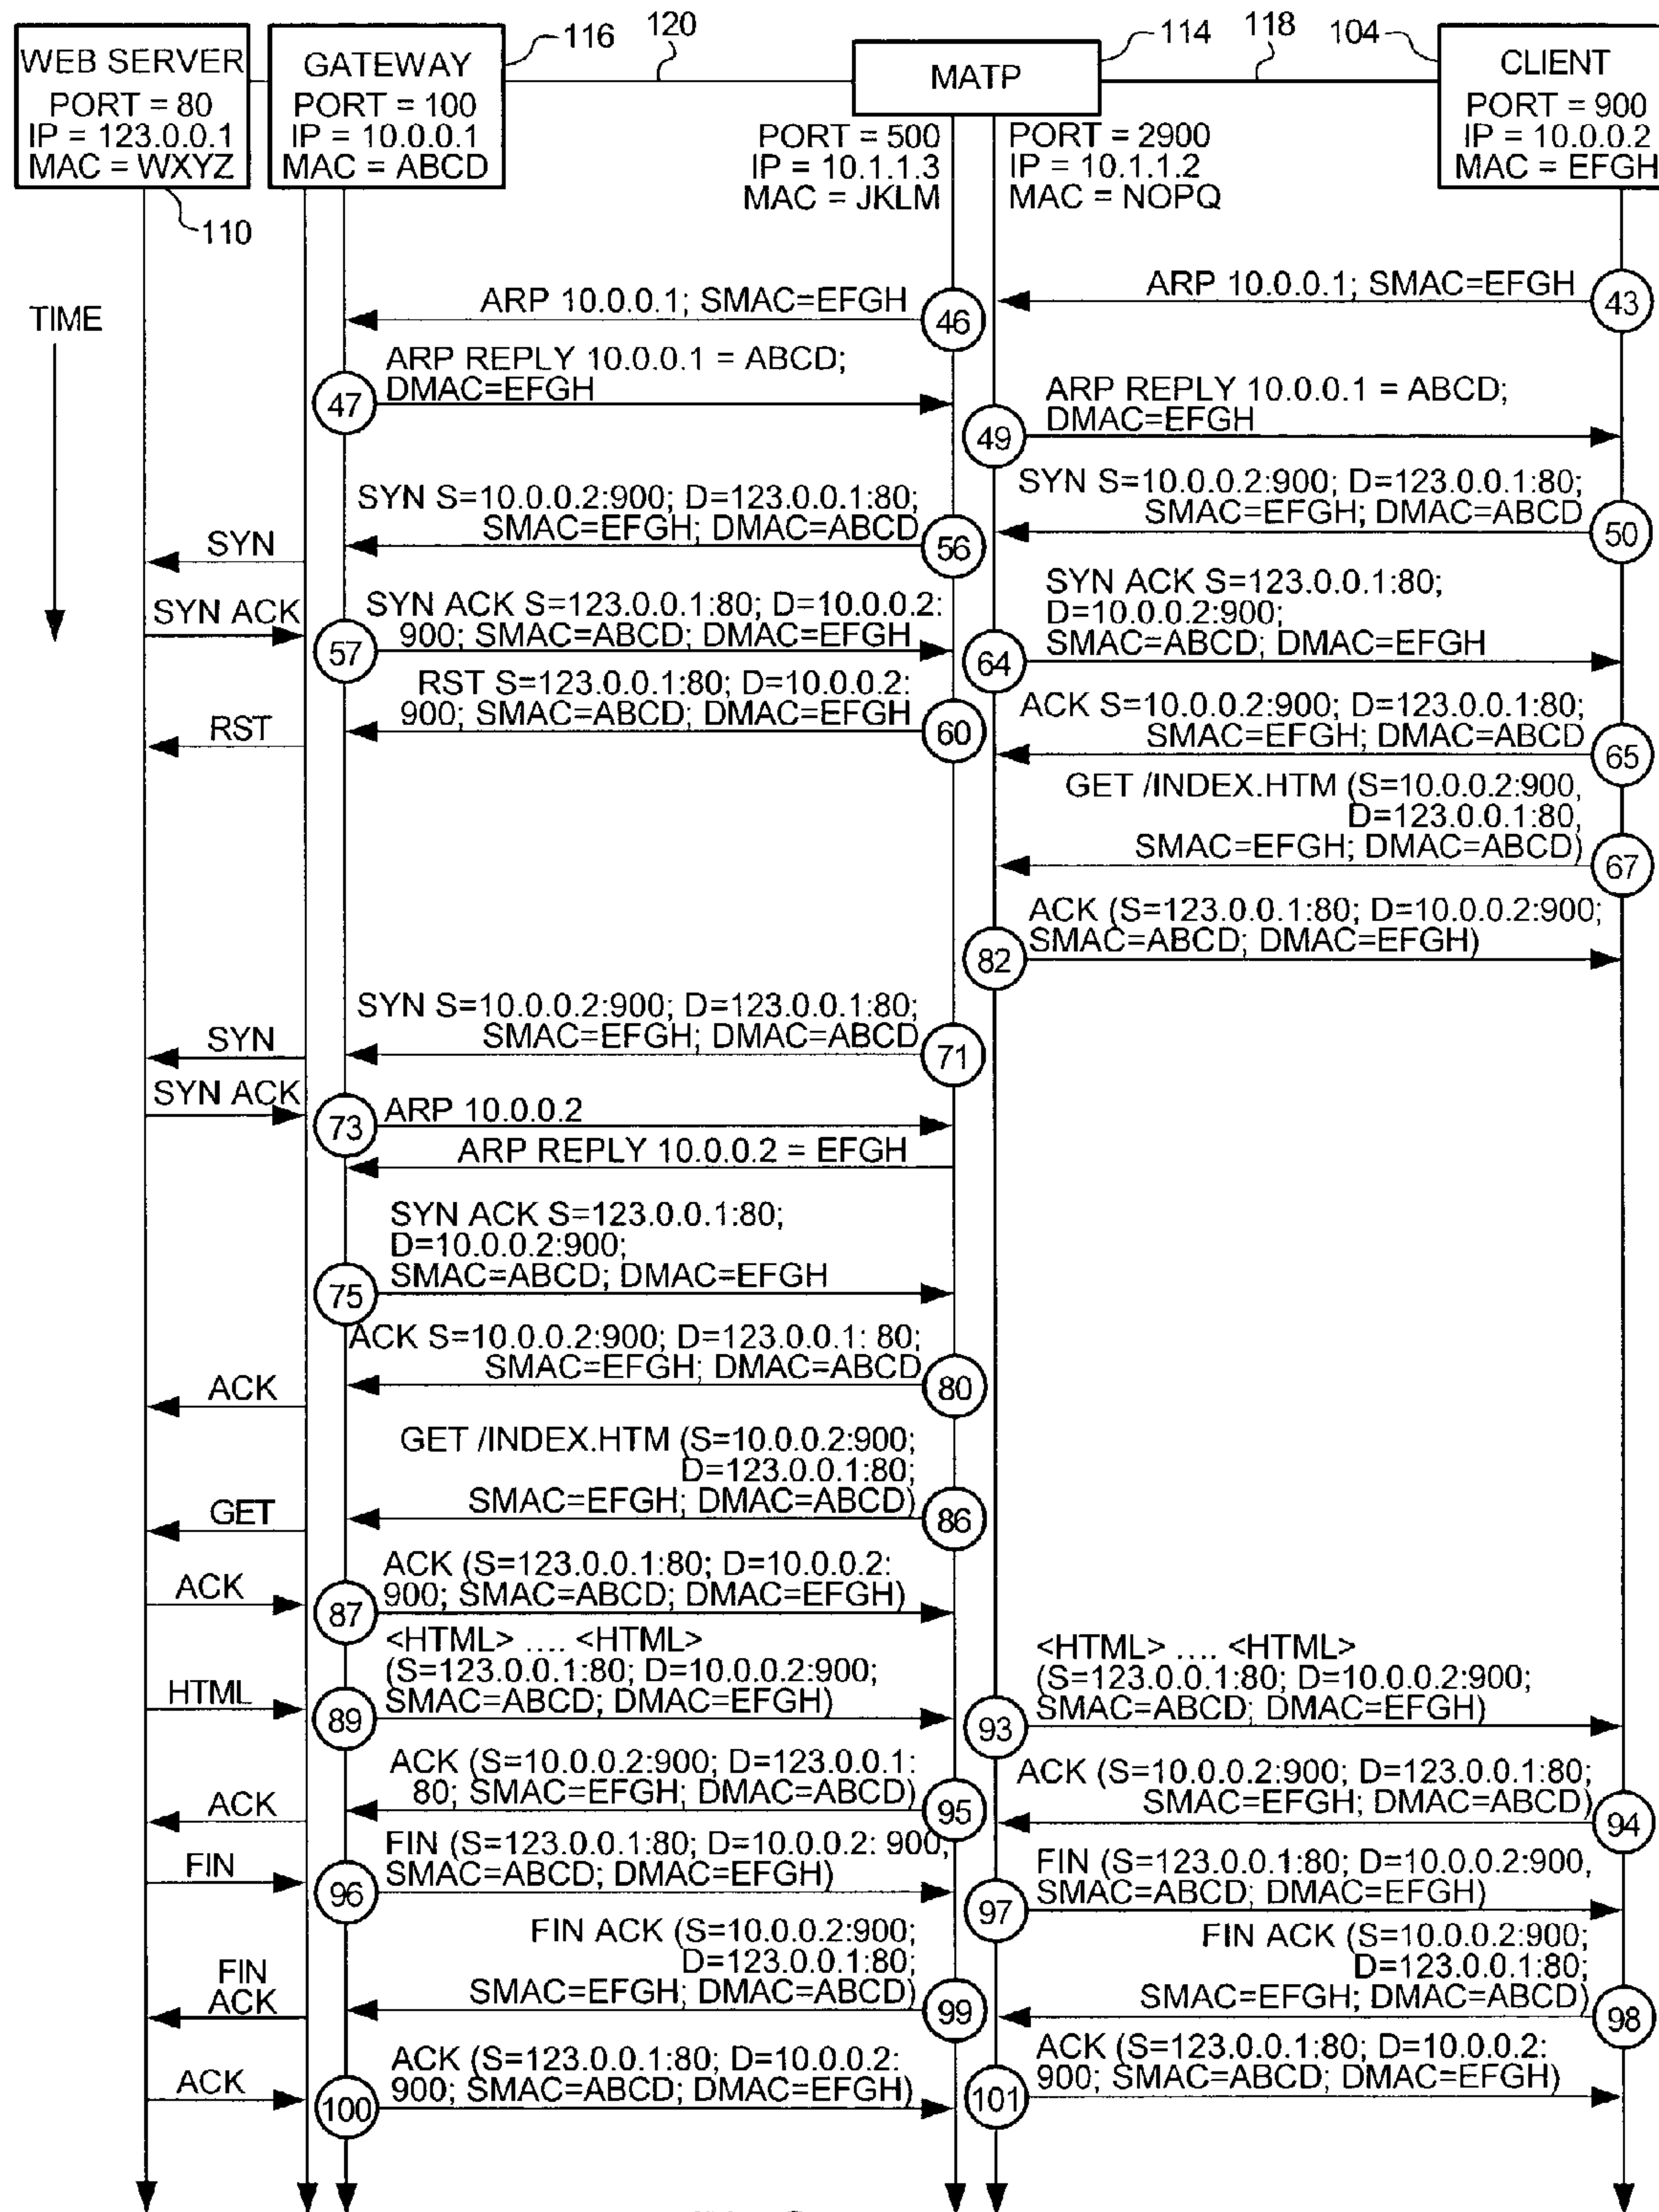 WEB SERVER
PORT = 80
IP = 123.0.0.1
MAC = WXYZ
110
GATEWAY
PORT = 100
IP = 10.0.0.1
MAC = ABCD
116
120
MATP
114
118
104
PORT = 500
IP = 10.1.1.3
MAC = JKLM
PORT = 2900
IP = 10.1.1.2
MAC = NOPQ
CLIENT
PORT = 900
IP = 10.0.0.2
MAC = EFGH
TIME
ARP 10.0.0.1; SMAC=EFGH
43
ARP 10.0.0.1; SMAC=EFGH
46
ARP REPLY 10.0.0.1 = ABCD;
DMAC=EFGH
47
ARP REPLY 10.0.0.1 = ABCD;
DMAC=EFGH
49
SYN S=10.0.0.2:900; D=123.0.0.1:80;
SMAC=EFGH; DMAC=ABCD
50
SYN S=10.0.0.2:900; D=123.0.0.1:80;
SMAC=EFGH; DMAC=ABCD
56
SYN
SYN ACK
SYN ACK S=123.0.0.1:80; D=10.0.0.2:
900; SMAC=ABCD; DMAC=EFGH
57
SYN ACK S=123.0.0.1:80;
D=10.0.0.2:900;
SMAC=ABCD; DMAC=EFGH
64
RST S=123.0.0.1:80; D=10.0.0.2:
900; SMAC=ABCD; DMAC=EFGH
60
RST
ACK S=10.0.0.2:900; D=123.0.0.1:80;
SMAC=EFGH; DMAC=ABCD
65
GET /INDEX.HTM (S=10.0.0.2:900,
D=123.0.0.1:80,
SMAC=EFGH; DMAC=ABCD)
67
ACK (S=123.0.0.1:80; D=10.0.0.2:900;
SMAC=ABCD; DMAC=EFGH)
82
SYN S=10.0.0.2:900; D=123.0.0.1:80;
SMAC=EFGH; DMAC=ABCD
71
SYN
SYN ACK
73
ARP 10.0.0.2
ARP REPLY 10.0.0.2 = EFGH
SYN ACK S=123.0.0.1:80;
D=10.0.0.2:900;
SMAC=ABCD; DMAC=EFGH
75
ACK S=10.0.0.2:900; D=123.0.0.1: 80;
SMAC=EFGH; DMAC=ABCD
80
ACK
GET /INDEX.HTM (S=10.0.0.2:900;
D=123.0.0.1:80;
SMAC=EFGH; DMAC=ABCD)
86
GET
ACK
ACK (S=123.0.0.1:80; D=10.0.0.2:
900; SMAC=ABCD; DMAC=EFGH)
87
<HTML> .... <HTML>
(S=123.0.0.1:80; D=10.0.0.2:900;
SMAC=ABCD; DMAC=EFGH)
HTML
89
<HTML> .... <HTML>
(S=123.0.0.1:80; D=10.0.0.2:900;
SMAC=ABCD; DMAC=EFGH)
93
ACK (S=10.0.0.2:900; D=123.0.0.1:
80; SMAC=EFGH; DMAC=ABCD)
95
ACK
ACK (S=10.0.0.2:900; D=123.0.0.1:80;
SMAC=EFGH; DMAC=ABCD)
94
FIN
FIN (S=123.0.0.1:80; D=10.0.0.2: 900,
SMAC=ABCD; DMAC=EFGH)
96
FIN (S=123.0.0.1:80; D=10.0.0.2:900,
SMAC=ABCD; DMAC=EFGH)
97
FIN ACK (S=10.0.0.2:900;
D=123.0.0.1:80;
SMAC=EFGH; DMAC=ABCD)
99
FIN
ACK
FIN ACK (S=10.0.0.2:900;
D=123.0.0.1:80;
SMAC=EFGH; DMAC=ABCD)
98
ACK
ACK (S=123.0.0.1:80; D=10.0.0.2:
900; SMAC=ABCD; DMAC=EFGH)
100
ACK (S=123.0.0.1:80; D=10.0.0.2:
900; SMAC=ABCD; DMAC=EFGH)
101